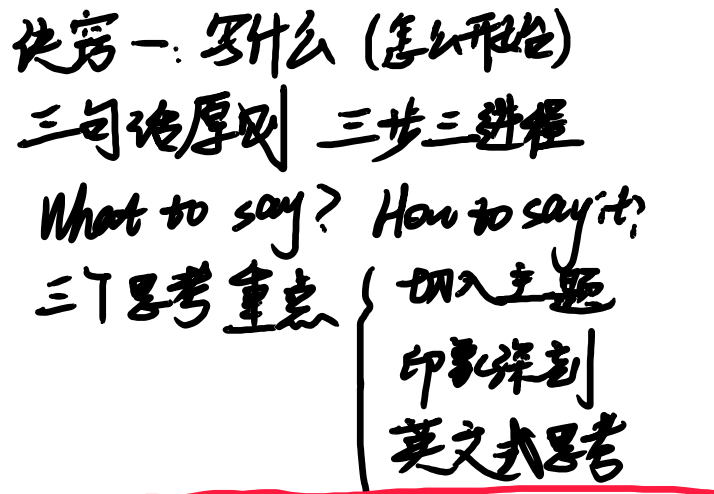 诀窍一:写什么(怎么开始)
三句话原则 三步三进程
What to say? How to say it?
三个思考重点
切入主题
印象深刻
英文式思考